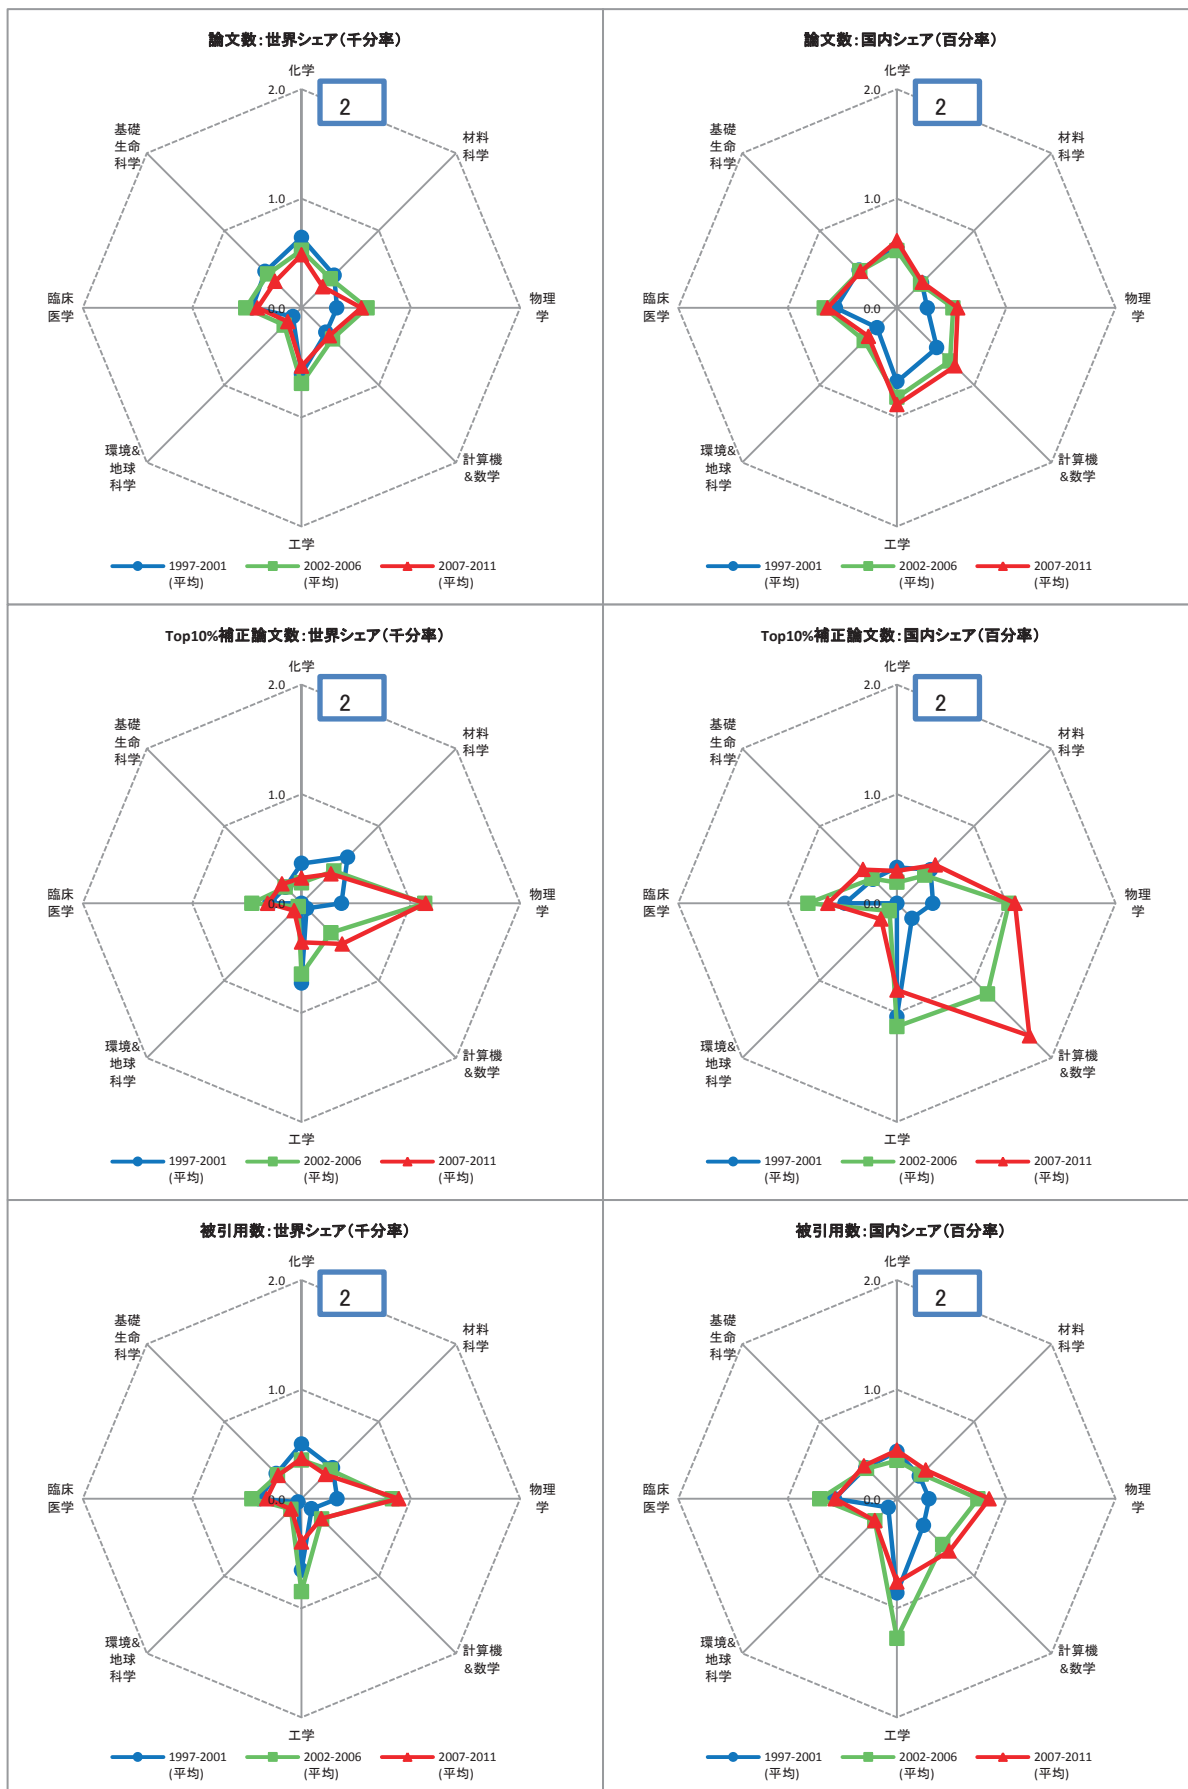 論文数:世界シェア(千分率)
化学
2.0
2
基礎
生命
科学
材料
科学
1.0
臨床
医学
0.0
物理
学
環境&
地球
科学
計算機
&数学
工学
1997-2001
(平均)
2002-2006
(平均)
2007-2011
(平均)
論文数:国内シェア(百分率)
化学
2.0
2
基礎
生命
科学
材料
科学
1.0
臨床
医学
0.0
物理
学
環境&
地球
科学
計算機
&数学
工学
1997-2001
(平均)
2002-2006
(平均)
2007-2011
(平均)
Top10%補正論文数:世界シェア(千分率)
化学
2.0
2
基礎
生命
科学
材料
科学
1.0
臨床
医学
0.0
物理
学
環境&
地球
科学
計算機
&数学
工学
1997-2001
(平均)
2002-2006
(平均)
2007-2011
(平均)
Top10%補正論文数:国内シェア(百分率)
化学
2.0
2
基礎
生命
科学
材料
科学
1.0
臨床
医学
0.0
物理
学
環境&
地球
科学
計算機
&数学
工学
1997-2001
(平均)
2002-2006
(平均)
2007-2011
(平均)
被引用数:世界シェア(千分率)
化学
2.0
2
基礎
生命
科学
材料
科学
1.0
臨床
医学
0.0
物理
学
環境&
地球
科学
計算機
&数学
工学
1997-2001
(平均)
2002-2006
(平均)
2007-2011
(平均)
被引用数:国内シェア(百分率)
化学
2.0
2
基礎
生命
科学
材料
科学
1.0
臨床
医学
0.0
物理
学
環境&
地球
科学
計算機
&数学
工学
1997-2001
(平均)
2002-2006
(平均)
2007-2011
(平均)